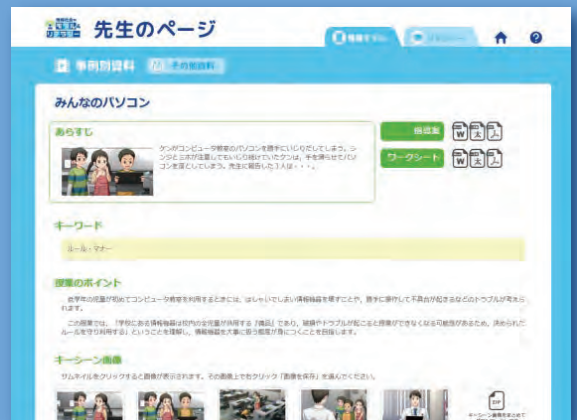 先生のページ
事例別資料
その他資料
みんなのパソコン
あらすじ
ケンがコンピュータ教室のパソコンを勝手にいじりだしてしまう。シ
ンタと三水が注意してもいじり続けていたケンは、手を滑らせてパソ
コンを落としてしまう。先生に報告した3人は・・・。
指導案
ワークシート
キーワード
ルール・マナー
授業のポイント
低学年の児童が初めてコンピュータ教室を利用するときには、はしゃいでしまい情報機器を壊すことや、勝手に操作して不具合が起きるなどのトラブルが考えら
れます。
この授業では、「学校にある情報機器は校内の全児童が共用する『備品』であり、破損やトラブルが起こると授業ができなくなる可能性があるため、決められた
ルールを守り利用する」ということを理解し、情報機器を大事に扱う態度が身につくことを目指します。
キーシーン画像
サムネイルをクリックすると画像が表示されます。その画像上で右クリック「画像を保存」を選んでください。
ZIP
キーシーン画像をまとめて